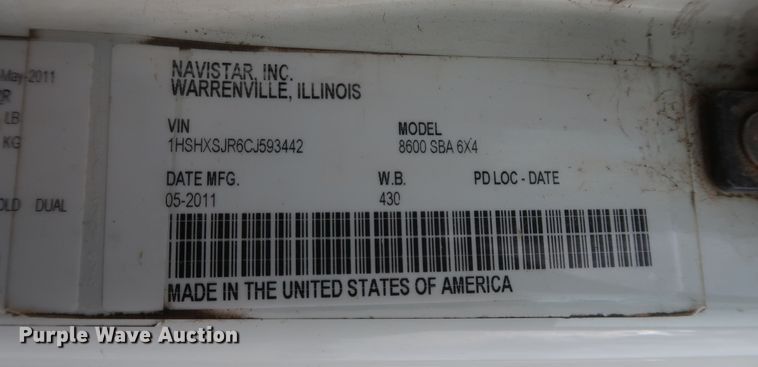 May-2011
LB
KG
OLD DUAL
NAVISTAR, INC.
WARRENVILLE, ILLINOIS
VIN MODEL
1HSHXSJR6CJ593442 8600 SBA 6X4
DATE MFG. W.B. PD LOC - DATE
05-2011 430
MADE IN THE UNITED STATES OF AMERICA
Purple Wave Auction